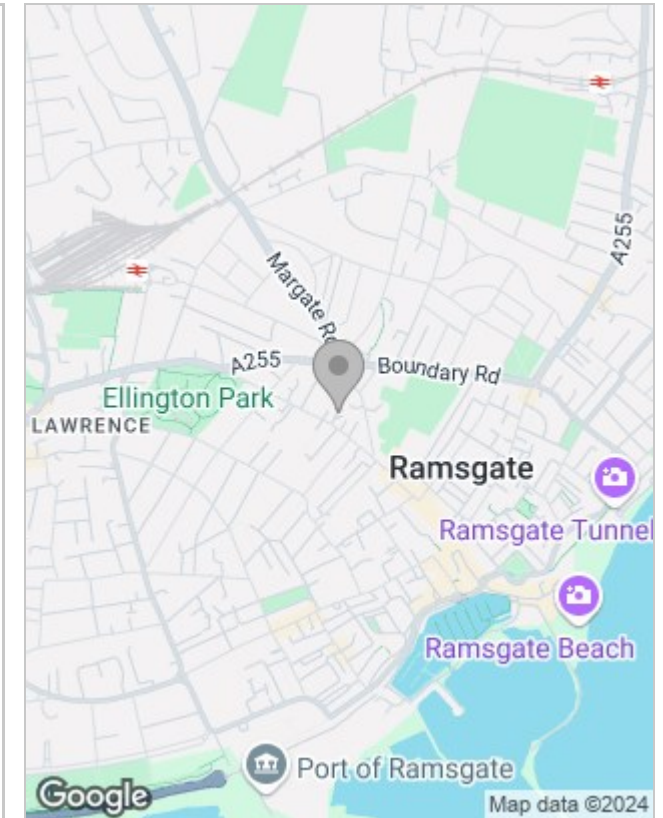 A255
Margate Rd
A255
Boundary Rd
Ellington Park
LAWRENCE
Ramsgate
Ramsgate Tunnel
Ramsgate Beach
Port of Ramsgate
Google
Map data ©2024